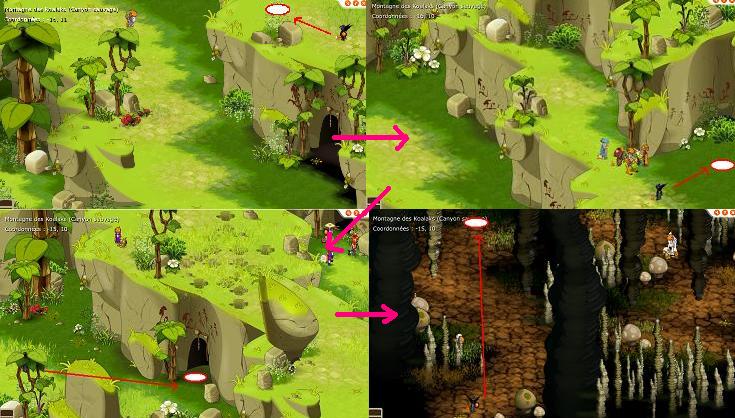 Montagne des Koalaks (Canyon sauvage)
Coordonnées : -16, 11
Montagne des Koalaks (Canyon sauvage)
Coordonnées : -16, 10
Montagne des Koalaks (Canyon sauvage)
Coordonnées : -15, 10
Montagne des Koalaks (Canyon
Coordonnées : -15, 10